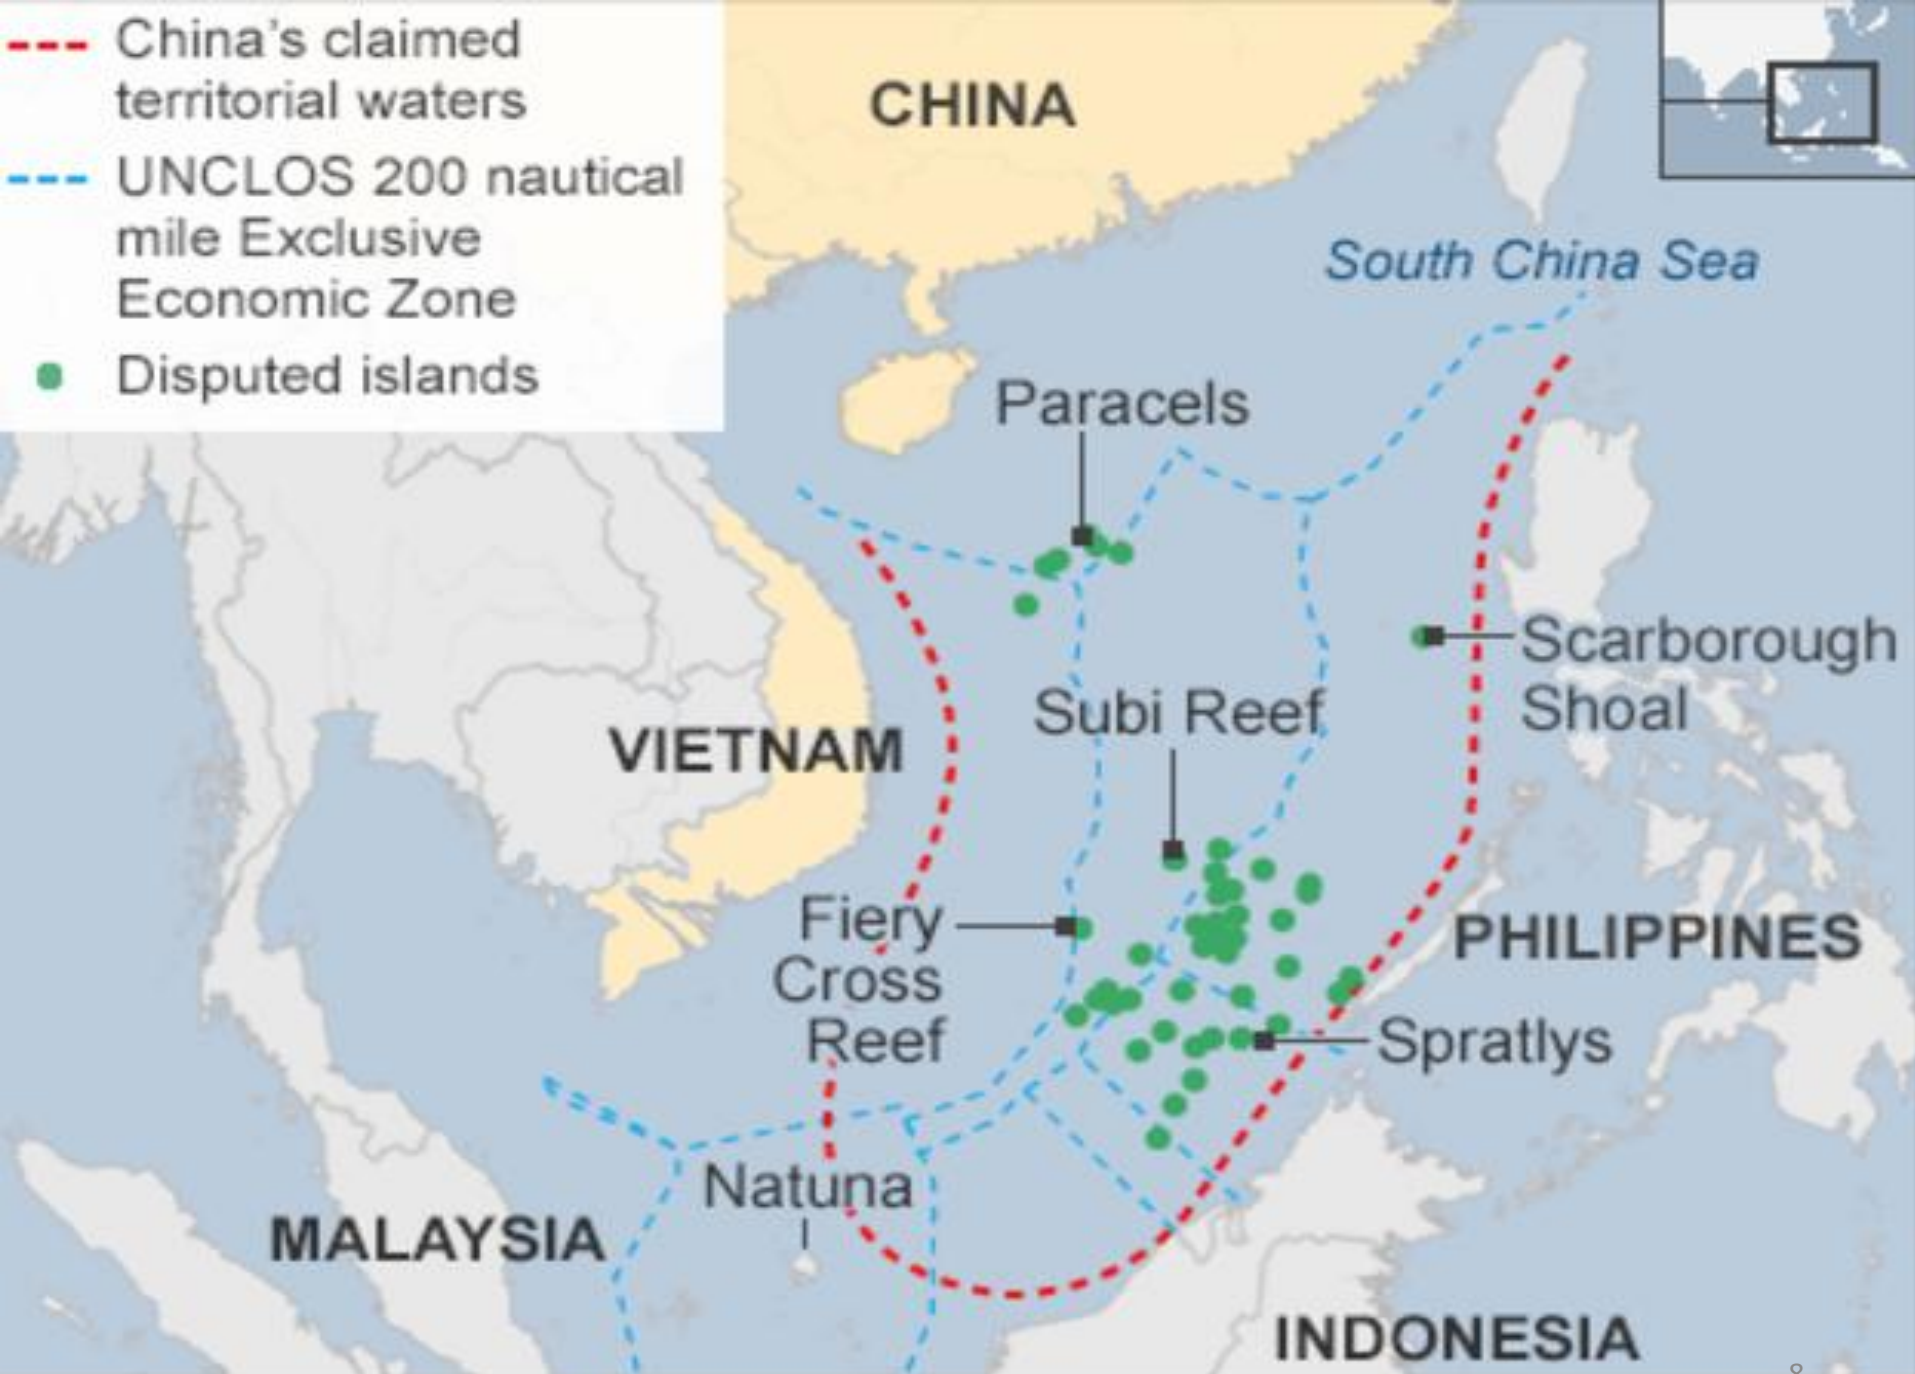 China's claimed
territorial waters
UNCLOS 200 nautical
mile Exclusive
Economic Zone
Disputed islands
CHINA
South China Sea
Paracels
Scarborough
Shoal
Subi Reef
VIETNAM
Fiery
Cross
Reef
PHILIPPINES
Spratlys
Natuna
MALAYSIA
INDONESIA